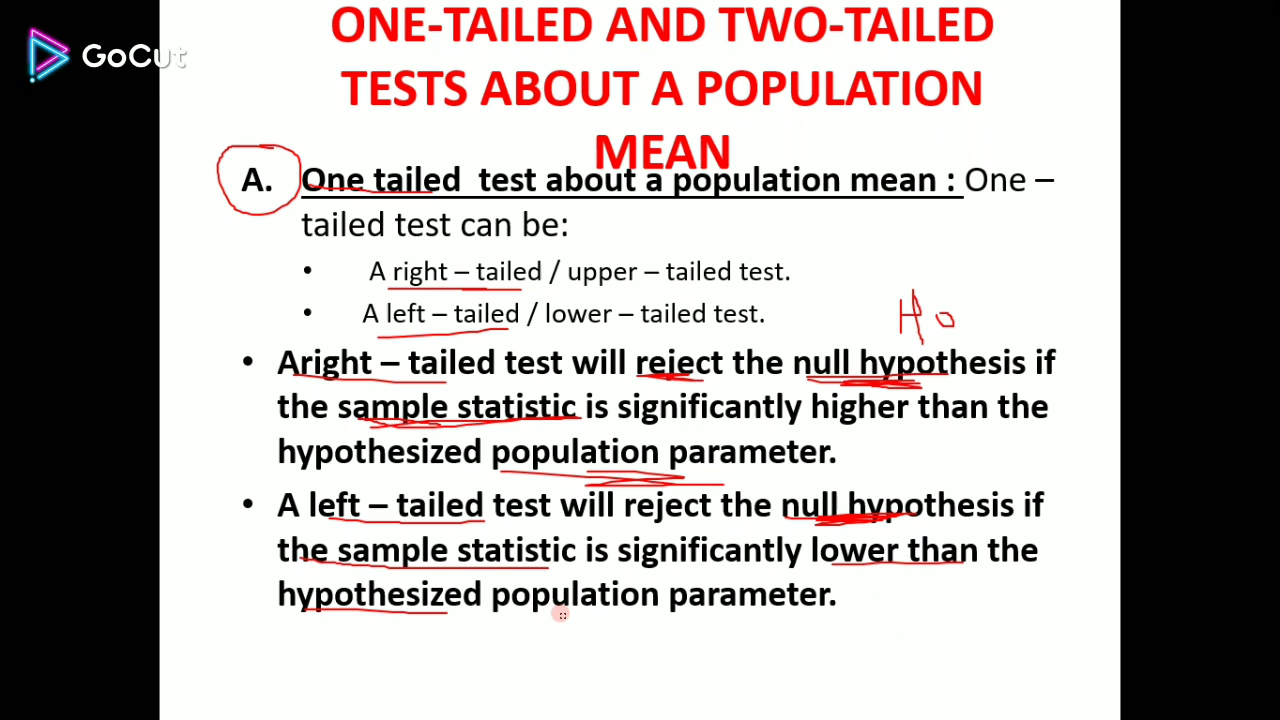 GoCut
ONE-TAILED AND TWO-TAILED
TESTS ABOUT A POPULATION
MEAN
A. One tailed test about a population mean : One –
tailed test can be:
• A right – tailed / upper – tailed test.
• A left – tailed / lower – tailed test.
Ho
• Aright – tailed test will reject the null hypothesis if
the sample statistic is significantly higher than the
hypothesized population parameter.
• A left – tailed test will reject the null hypothesis if
the sample statistic is significantly lower than the
hypothesized population parameter.